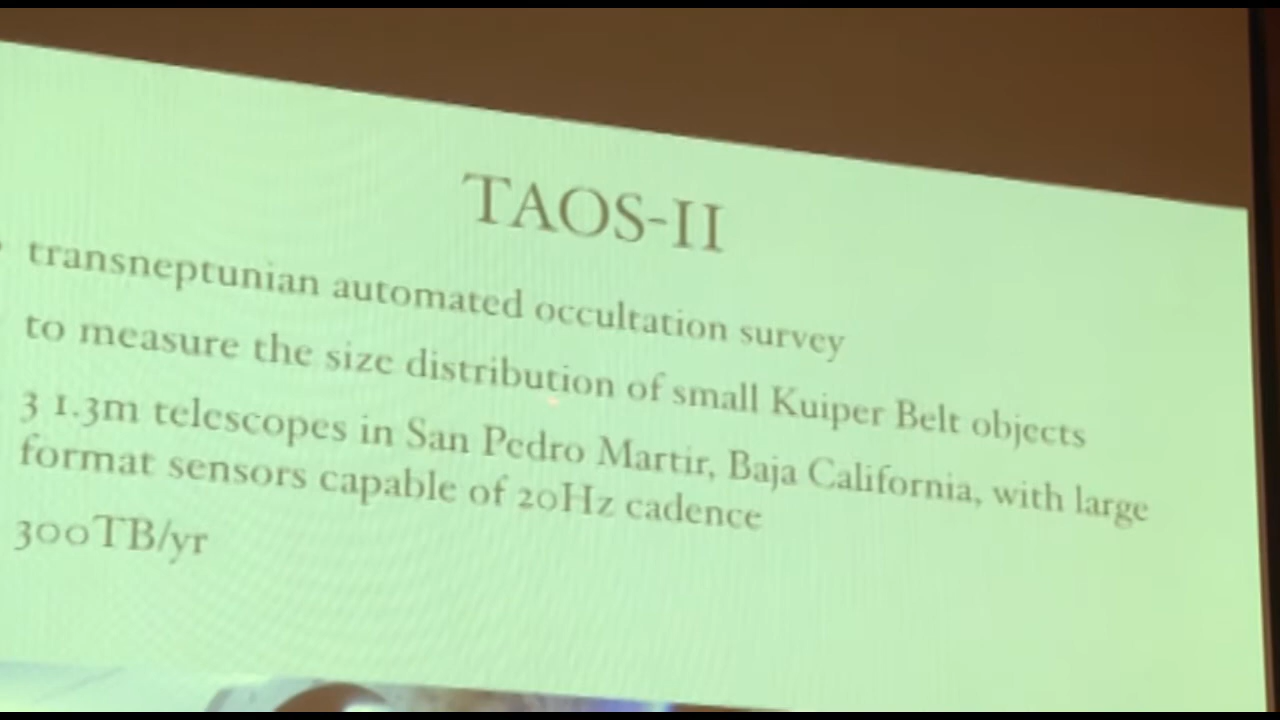 TAOS-II
transneptunian automated occultation survey
to measure the size distribution of small Kuiper Belt objects
3 1.3m telescopes in San Pedro Martir, Baja California, with large
format sensors capable of 20Hz cadence
300TB/yr